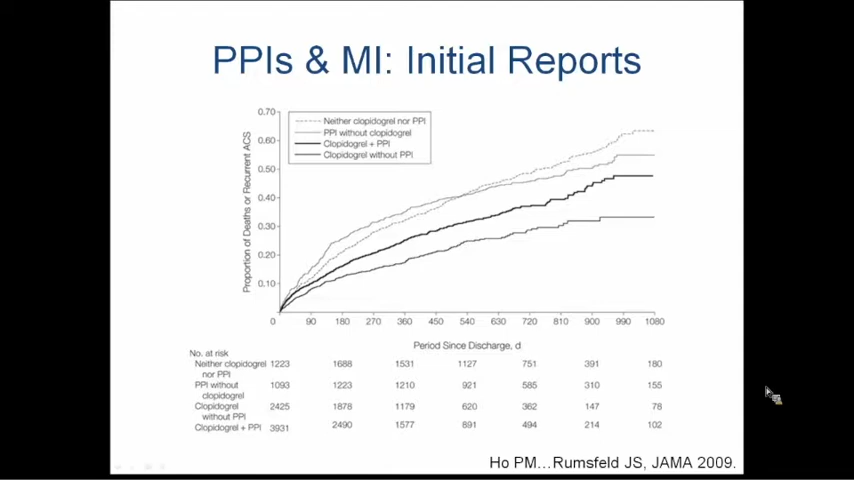 PPIs & MI: Initial Reports
0.70
0.60
0.50
0.40
0.30
0.20
0.10
Proportion of Deaths or Recurrent ACS
Neither clopidogrel nor PPI
PPI without clopidogrel
Clopidogrel + PPI
Clopidogrel without PPI
0 90 180 270 360 450 540 630 720 810 900 990 1080
Period Since Discharge, d
No. at risk
Neither clopidogrel 1223 1688 1531 1127 751 391 180
nor PPI
PPI without 1093 1223 1210 921 585 310 155
clopidogrel
Clopidogrel 2425 1878 1179 620 362 147 78
without PPI
Clopidogrel + PPI 3931 2490 1577 891 494 214 102
Ho PM…Rumsfeld JS, JAMA 2009.